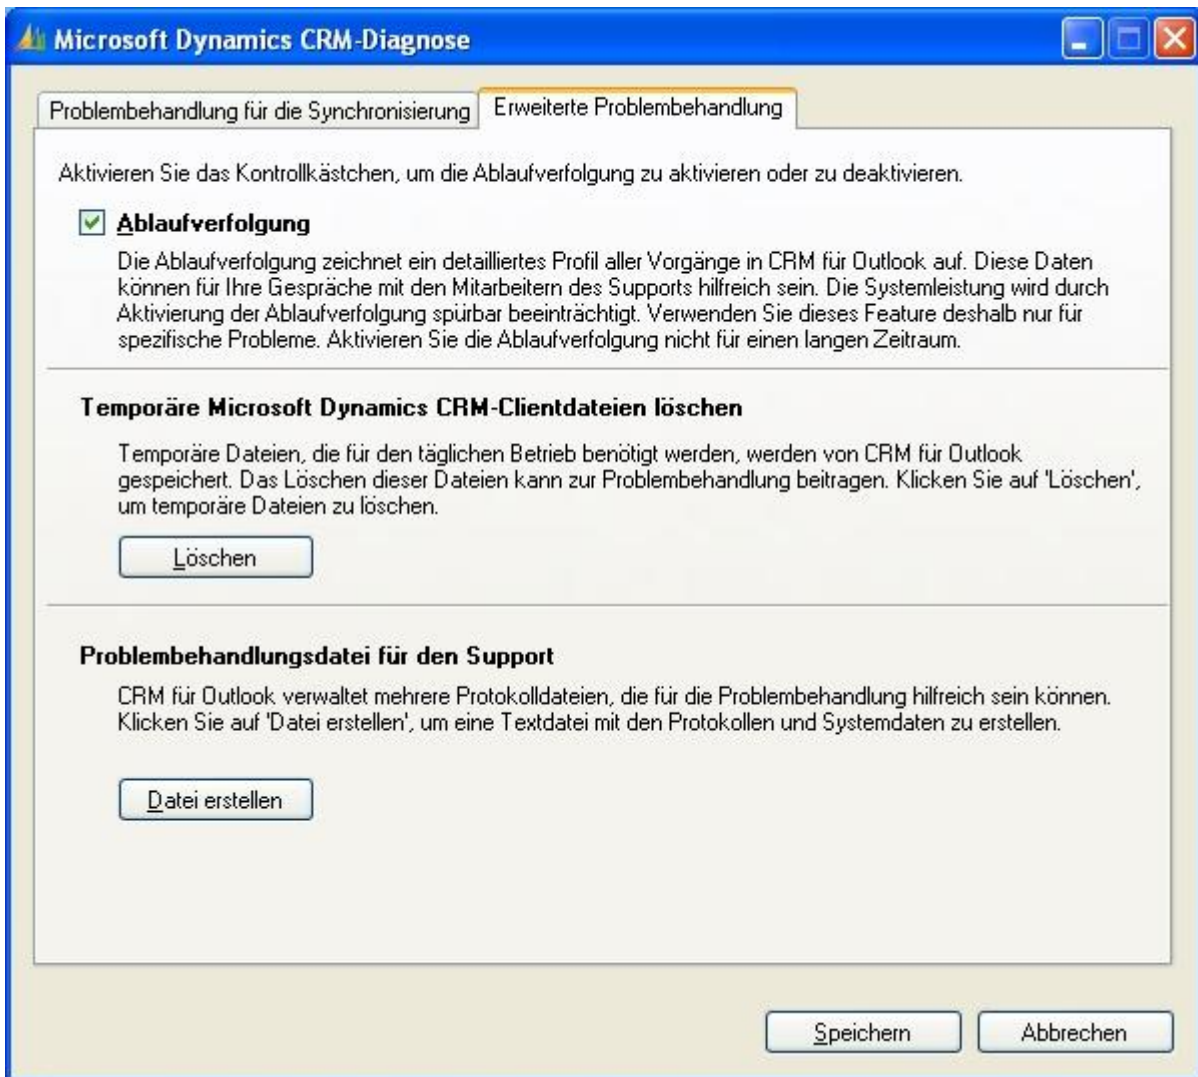 Microsoft Dynamics CRM-Diagnose
Problembehandlung für die Synchronisierung
Erweiterte Problembehandlung
Aktivieren Sie das Kontrollkästchen, um die Ablaufverfolgung zu aktivieren oder zu deaktivieren.
Ablaufverfolgung
Die Ablaufverfolgung zeichnet ein detailliertes Profil aller Vorgänge in CRM für Outlook auf. Diese Daten
können für Ihre Gespräche mit den Mitarbeitern des Supports hilfreich sein. Die Systemleistung wird durch
Aktivierung der Ablaufverfolgung spürbar beeinträchtigt. Verwenden Sie dieses Feature deshalb nur für
spezifische Probleme. Aktivieren Sie die Ablaufverfolgung nicht für einen langen Zeitraum.
Temporäre Microsoft Dynamics CRM-Clientdateien löschen
Temporäre Dateien, die für den täglichen Betrieb benötigt werden, werden von CRM für Outlook
gespeichert. Das Löschen dieser Dateien kann zur Problembehandlung beitragen. Klicken Sie auf 'Löschen',
um temporäre Dateien zu löschen.
Löschen
Problembehandlungsdatei für den Support
CRM für Outlook verwaltet mehrere Protokolldateien, die für die Problembehandlung hilfreich sein können.
Klicken Sie auf 'Datei erstellen', um eine Textdatei mit den Protokollen und Systemdaten zu erstellen.
Datei erstellen
Speichern
Abbrechen